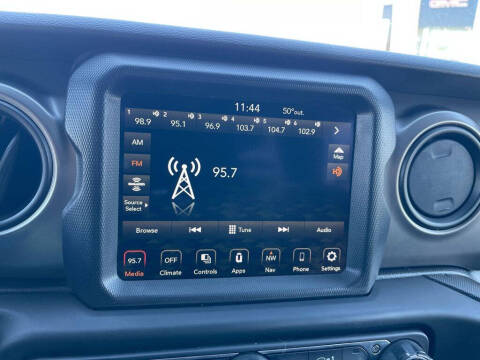 GMC
11:44 50°out.
1 2 3 4 5 6
98.9 95.1 96.9 103.7 104.7 102.9
AM
Map
FM
95.7
Source
Select
Browse Tune Audio
95.7 OFF NW
Media Climate Controls Apps Nav Phone Settings